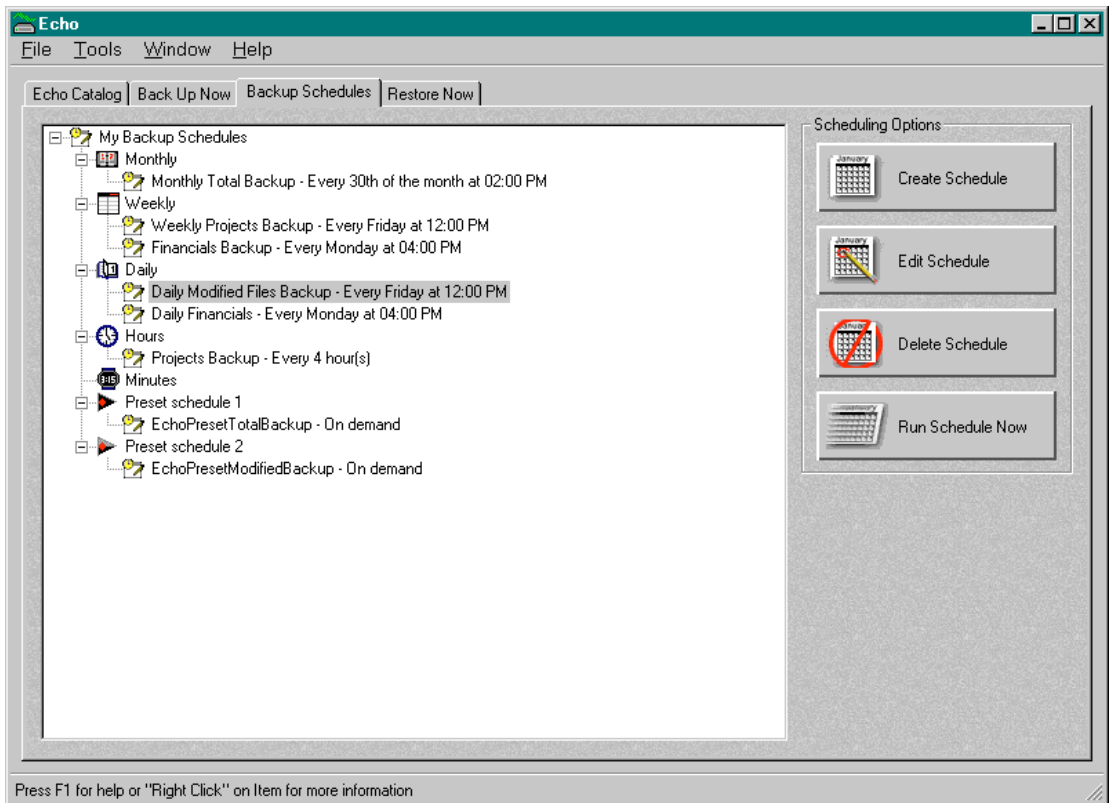 Echo
File Tools Window Help
Echo Catalog Back Up Now Backup Schedules Restore Now
My Backup Schedules
Monthly
Monthly Total Backup - Every 30th of the month at 02:00 PM
Weekly
Weekly Projects Backup - Every Friday at 12:00 PM
Financials Backup - Every Monday at 04:00 PM
Daily
Daily Modified Files Backup - Every Friday at 12:00 PM
Daily Financials - Every Monday at 04:00 PM
Hours
Projects Backup - Every 4 hour(s)
Minutes
Preset schedule 1
EchoPresetTotalBackup - On demand
Preset schedule 2
EchoPresetModifiedBackup - On demand
Scheduling Options
January
Create Schedule
January
Edit Schedule
Delete Schedule
Run Schedule Now
Press F1 for help or "Right Click" on Item for more information